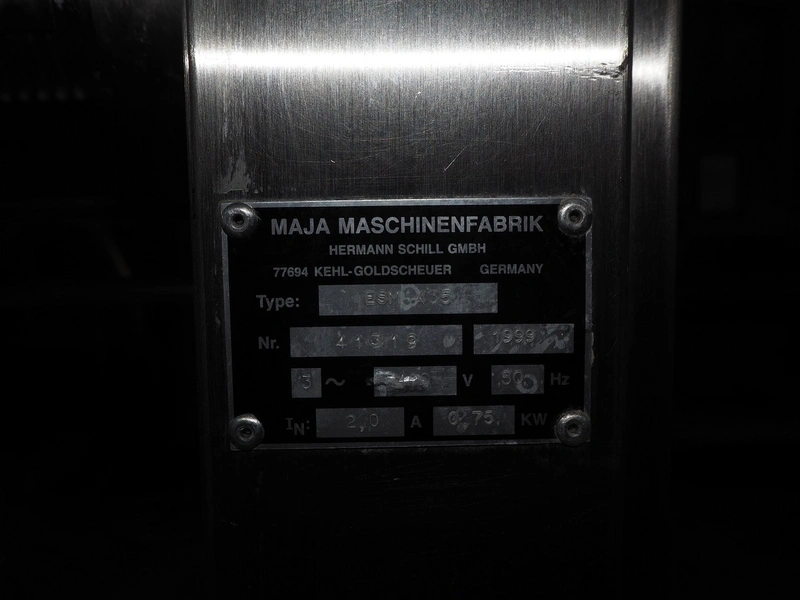 MAJA MASCHINENFABRIK
HERMANN SCHILL GMBH
77694 KEHL-GOLDSCHEUER GERMANY
Type:
Nr. 41319 1999
3 ~ V 50 Hz
IN: 2,0 A 0,75 KW